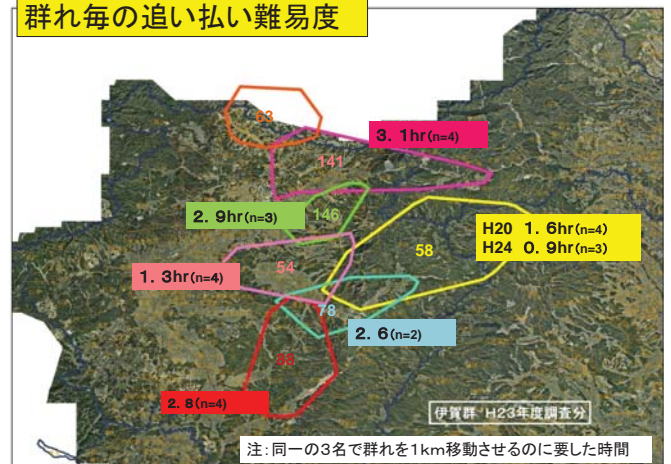 群れ毎の追い払い難易度
63
3. 1hr(n=4)
141
2. 9hr(n=3)
146
H20 1. 6hr(n=4)
H24 0. 9hr(n=3)
58
54
1. 3hr(n=4)
78
2. 6(n=2)
2. 8(n=4)
伊賀群 H23年度調査分
注:同一の3名で群れを1km移動させるのに要した時間